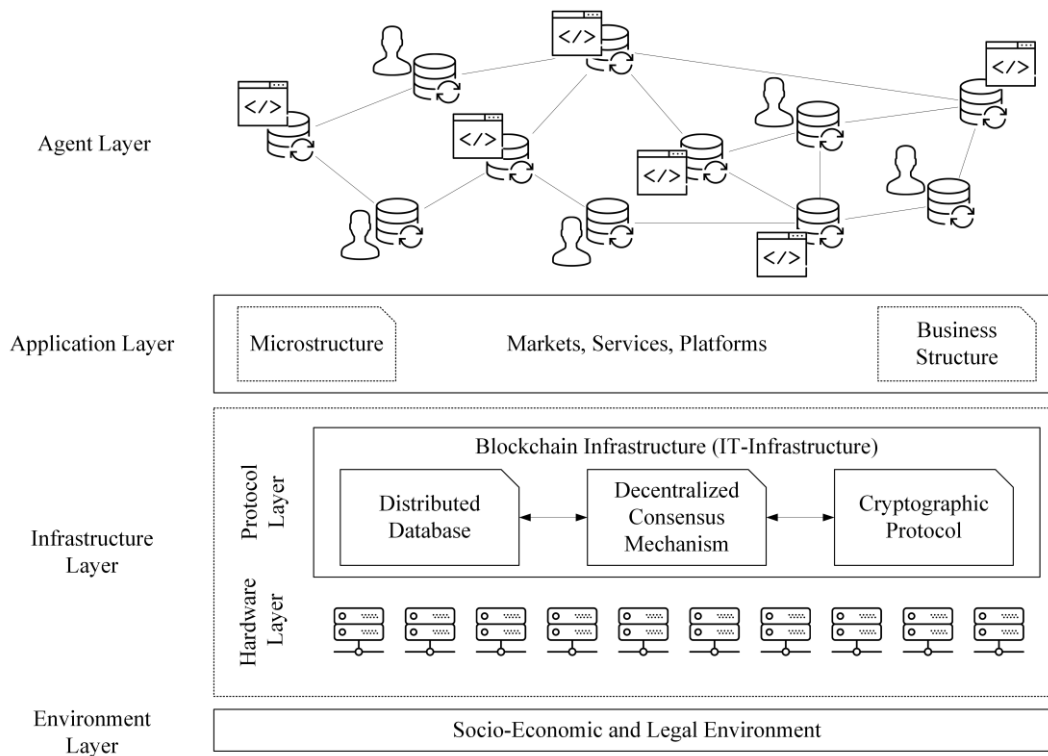 </>
</>
</>
</>
Agent Layer
</>
</>
Application Layer
Microstructure
Markets, Services, Platforms
Business
Structure
Infrastructure
Layer
Protocol
Layer
Blockchain Infrastructure (IT-Infrastructure)
Distributed
Database
Decentralized
Consensus
Mechanism
Cryptographic
Protocol
Hardware
Layer
Environment
Layer
Socio-Economic and Legal Environment